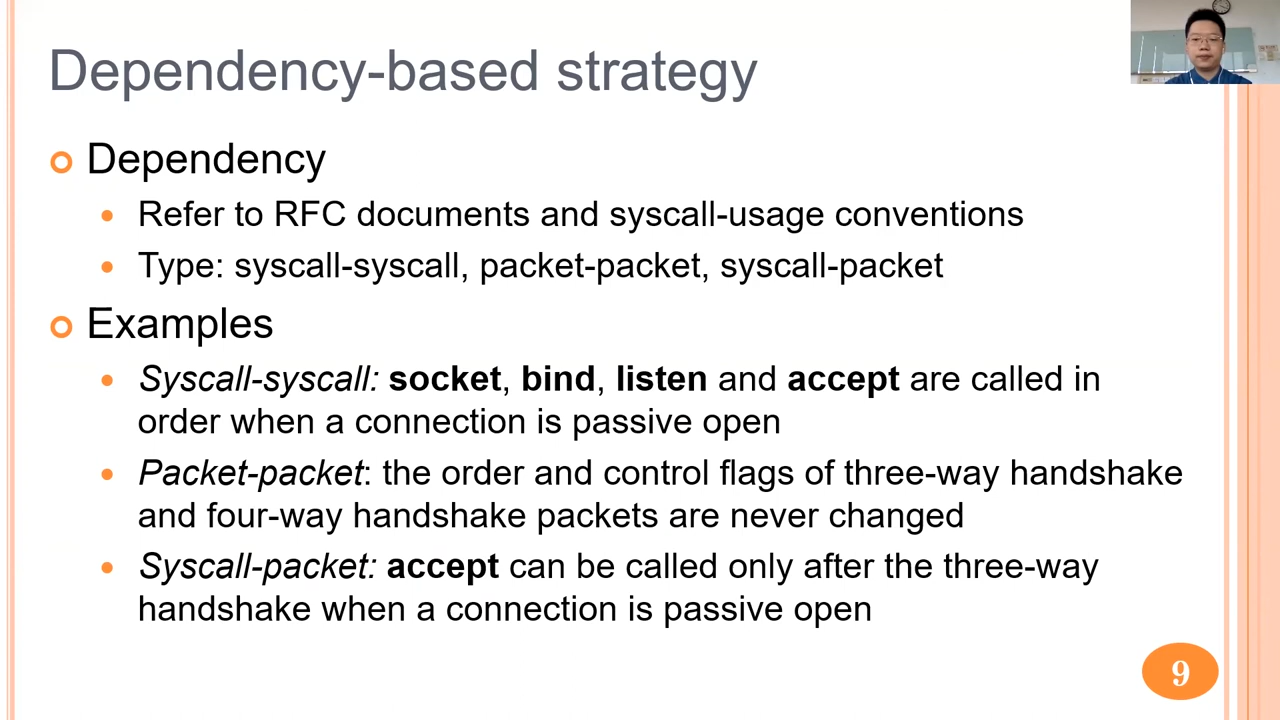 Dependency-based strategy
Dependency
Refer to RFC documents and syscall-usage conventions
Type: syscall-syscall, packet-packet, syscall-packet
Examples
Syscall-syscall: socket, bind, listen and accept are called in
order when a connection is passive open
Packet-packet: the order and control flags of three-way handshake
and four-way handshake packets are never changed
Syscall-packet: accept can be called only after the three-way
handshake when a connection is passive open
9